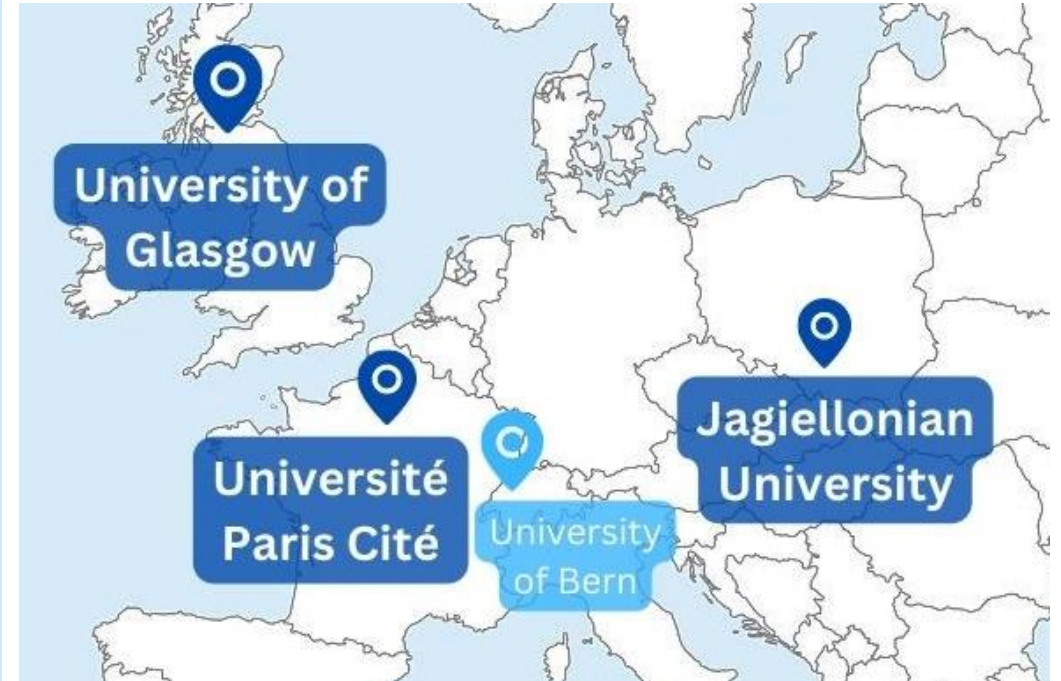 University of
Glasgow
Université
Paris Cité
University
of Bern
Jagiellonian
University